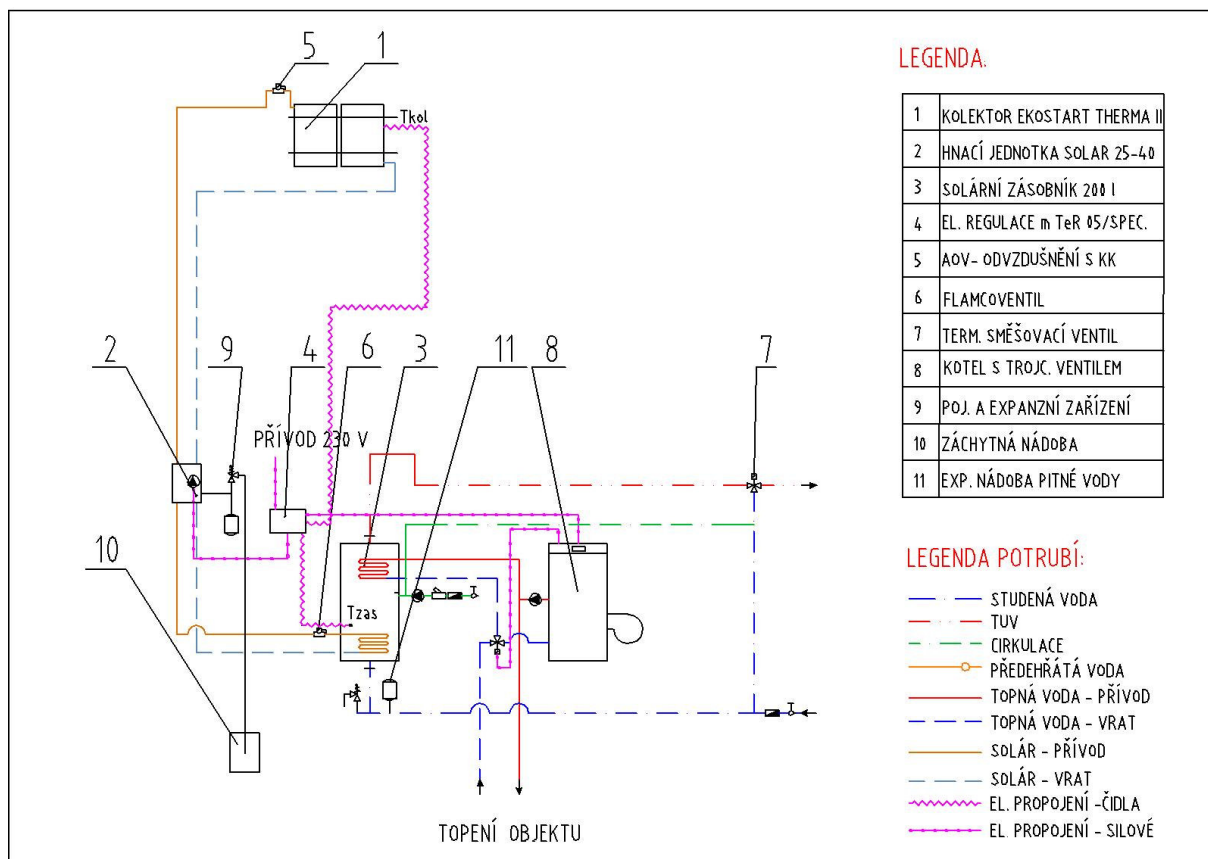 5
1
Tkol
2
9
4
6
3
11
8
7
PŘÍVOD 230 V
10
Tzas
TOPENÍ OBJEKTU
LEGENDA:
1 KOLEKTOR EKOSTART THERMA II
2 HNACÍ JEDNOTKA SOLAR 25-40
3 SOLÁRNÍ ZÁSOBNÍK 200 l
4 EL. REGULACE m TeR 05/SPEC.
5 AOV- ODVZDUŠNĚNÍ S KK
6 FLAMCOVENTIL
7 TERM. SMĚŠOVACÍ VENTIL
8 KOTEL S TROJC. VENTILEM
9 POJ. A EXPANZNÍ ZAŘÍZENÍ
10 ZÁCHYTNÁ NÁDOBA
11 EXP. NÁDOBA PITNÉ VODY
LEGENDA POTRUBÍ:
STUDENÁ VODA
TUV
CIRKULACE
PŘEDEHŘÁTÁ VODA
TOPNÁ VODA - PŘÍVOD
TOPNÁ VODA - VRAT
SOLÁR - PŘÍVOD
SOLÁR - VRAT
EL. PROPOJENÍ -ČIDLA
EL. PROPOJENÍ - SILOVÉ